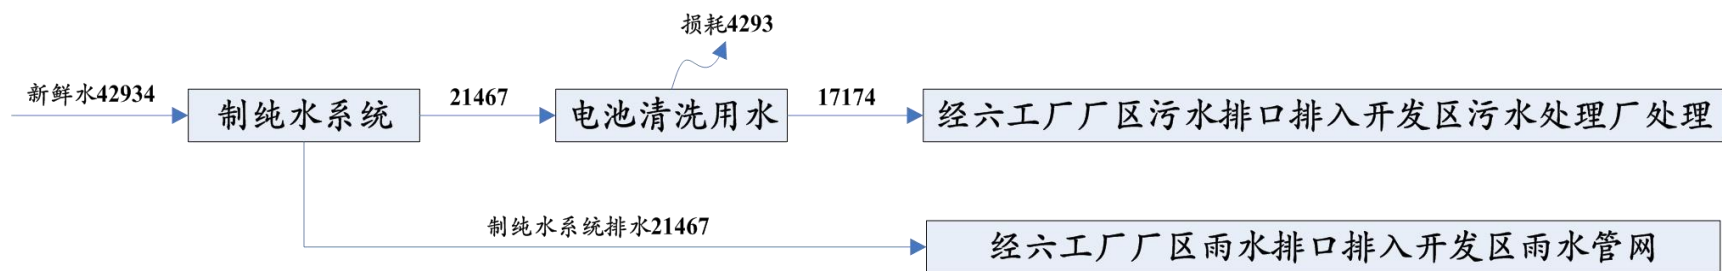 损耗4293
新鲜水42934
制纯水系统
21467
电池清洗用水
17174
经六工厂厂区污水排口排入开发区污水处理厂处理
制纯水系统排水21467
经六工厂厂区雨水排口排入开发区雨水管网